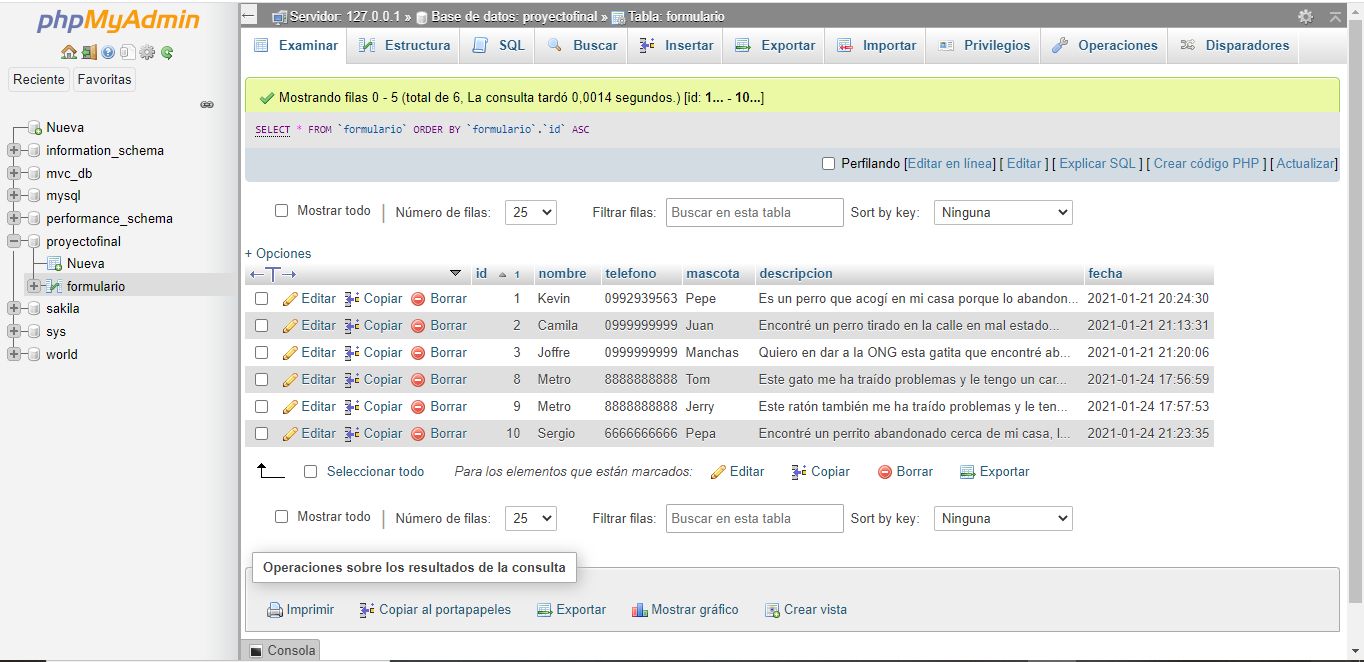 phpMyAdmin
Reciente Favoritas
Nueva
information_schema
mvc_db
mysql
performance_schema
proyectofinal
Nueva
formulario
sakila
sys
world
Servidor: 127.0.0.1 » Base de datos: proyectofinal » Tabla: formulario
Examinar Estructura SQL Buscar Insertar Exportar Importar Privilegios Operaciones Disparadores
Mostrando filas 0 - 5 (total de 6, La consulta tardó 0,0014 segundos.) [id: 1... - 10...]
SELECT * FROM `formulario` ORDER BY `formulario`.`id` ASC
Perfilando [Editar en línea] [ Editar ] [ Explicar SQL ] [ Crear código PHP ] [ Actualizar]
Mostrar todo | Número de filas: 25 Filtrar filas: Buscar en esta tabla Sort by key: Ninguna
+ Opciones
←T→ id 1 nombre telefono mascota descripcion fecha
Editar Copiar Borrar 1 Kevin 0992939563 Pepe Es un perro que acogí en mi casa porque lo abandon... 2021-01-21 20:24:30
Editar Copiar Borrar 2 Camila 0999999999 Juan Encontré un perro tirado en la calle en mal estado... 2021-01-21 21:13:31
Editar Copiar Borrar 3 Joffre 0999999999 Manchas Quiero en dar a la ONG esta gatita que encontré ab... 2021-01-21 21:20:06
Editar Copiar Borrar 8 Metro 8888888888 Tom Este gato me ha traído problemas y le tengo un car... 2021-01-24 17:56:59
Editar Copiar Borrar 9 Metro 8888888888 Jerry Este ratón también me ha traído problemas y le ten... 2021-01-24 17:57:53
Editar Copiar Borrar 10 Sergio 6666666666 Pepa Encontré un perrito abandonado cerca de mi casa, l... 2021-01-24 21:23:35
Seleccionar todo Para los elementos que están marcados: Editar Copiar Borrar Exportar
Mostrar todo | Número de filas: 25 Filtrar filas: Buscar en esta tabla Sort by key: Ninguna
Operaciones sobre los resultados de la consulta
Imprimir Copiar al portapapeles Exportar Mostrar gráfico Crear vista
Consola